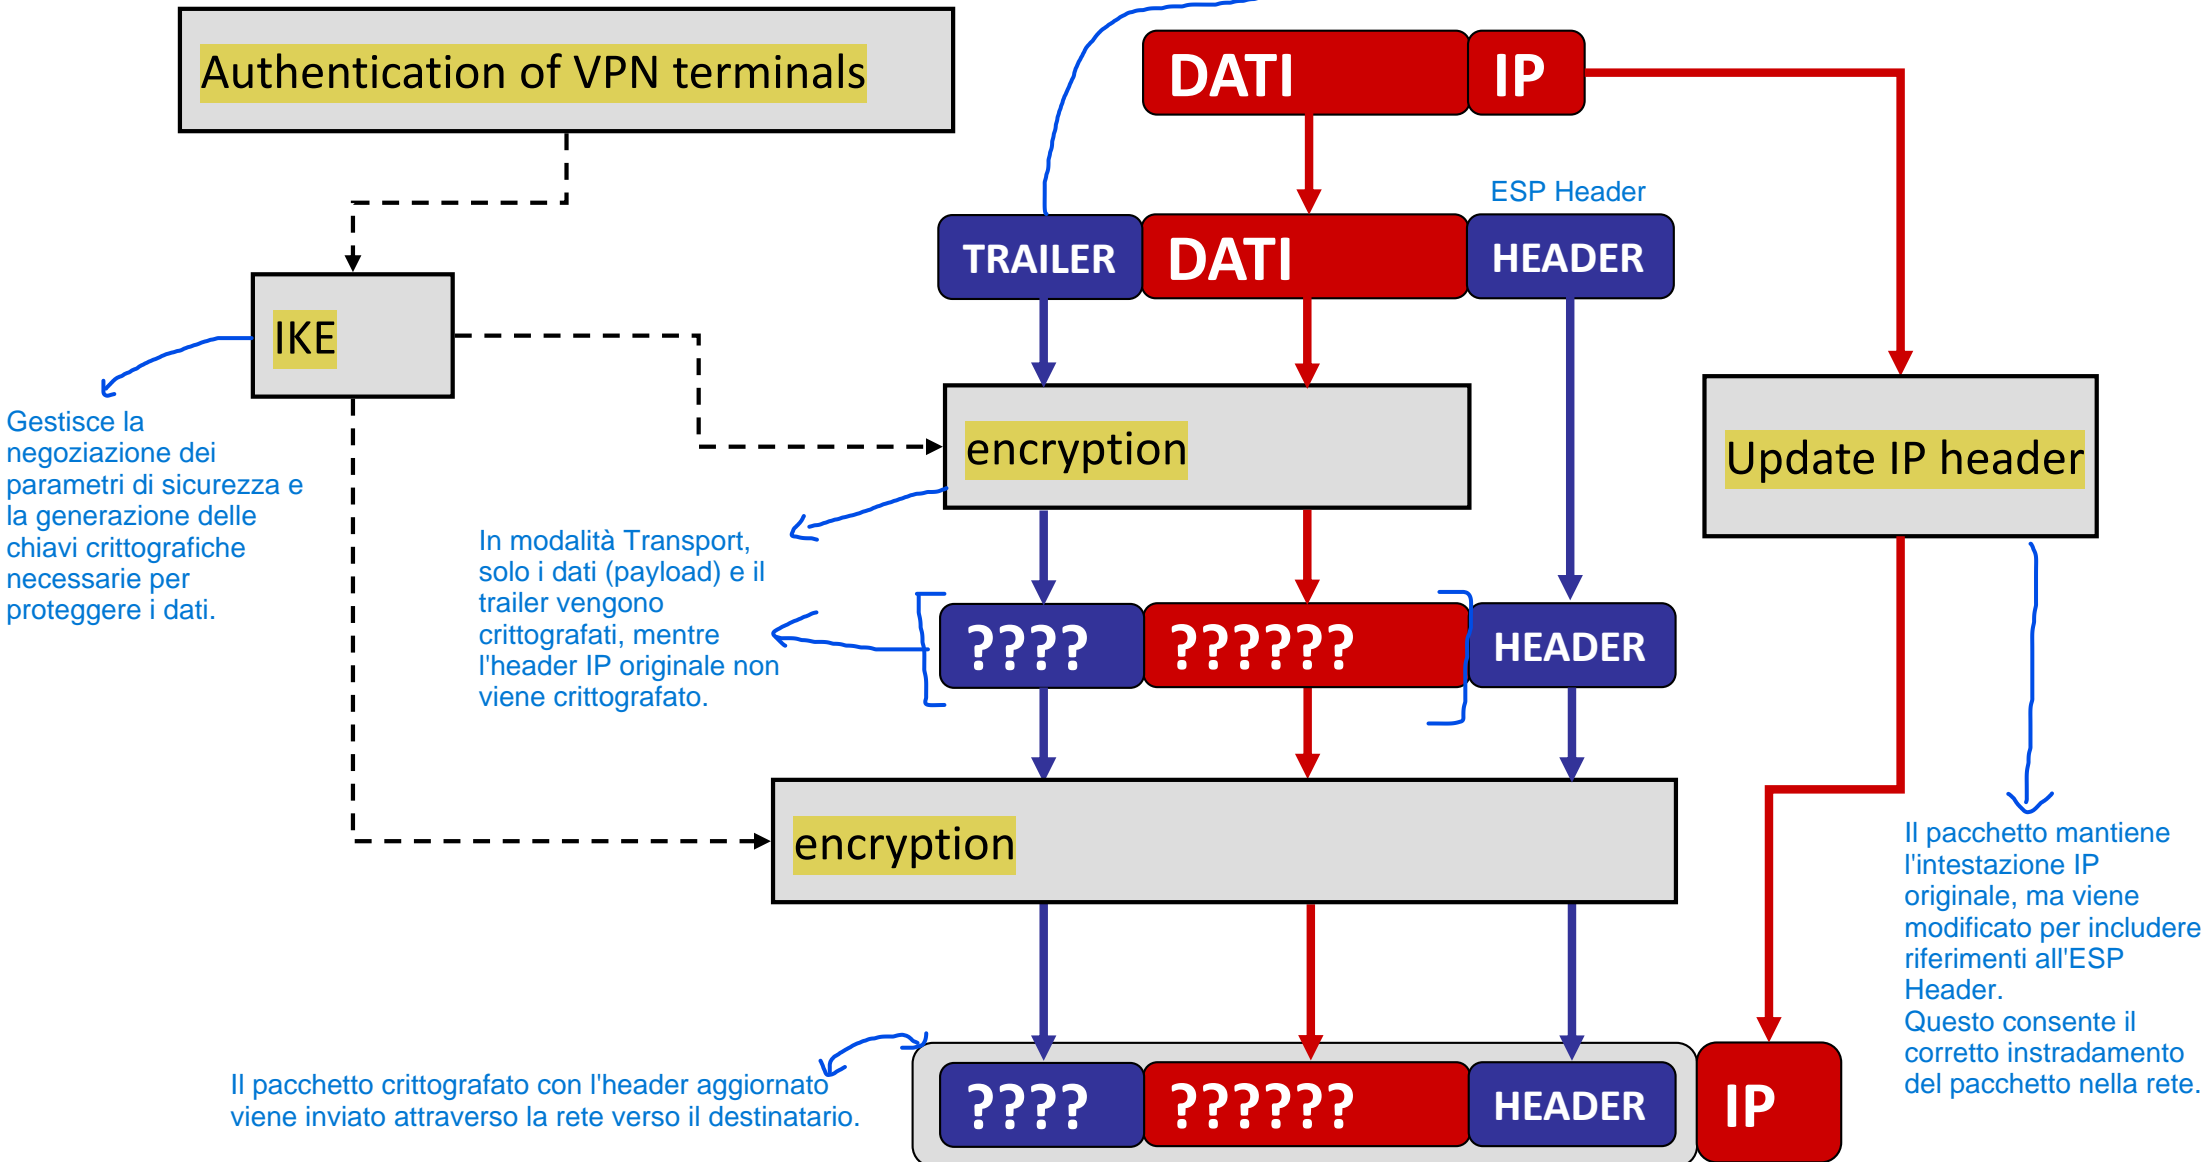 Authentication of VPN terminals
DATI
IP
ESP Header
TRAILER
DATI
HEADER
IKE
Gestisce la
negoziazione dei
parametri di sicurezza e
la generazione delle
chiavi crittografiche
necessarie per
proteggere i dati.
encryption
Update IP header
In modalità Transport,
solo i dati (payload) e il
trailer vengono
crittografati, mentre
l'header IP originale non
viene crittografato.
????
??????
HEADER
encryption
Il pacchetto mantiene
l'intestazione IP
originale, ma viene
modificato per includere
riferimenti all'ESP
Header.
Questo consente il
corretto instradamento
del pacchetto nella rete.
Il pacchetto crittografato con l'header aggiornato
viene inviato attraverso la rete verso il destinatario.
????
??????
HEADER
IP